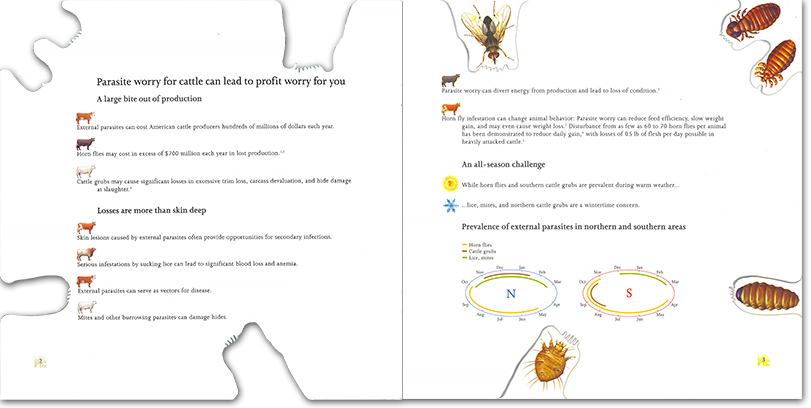 Parasite worry for cattle can lead to profit worry for you
A large bite out of production
External parasites can cost American cattle producers hundreds of millions of dollars each year.
Horn flies may cost in excess of $700 million each year in lost production.
Cattle grubs may cause significant losses in excessive trim loss, carcass devaluation, and hide damage
at slaughter.
Losses are more than skin deep
Skin lesions caused by external parasites often provide opportunities for secondary infections.
Serious infestations by sucking lice can lead to significant blood loss and anemia.
External parasites can serve as vectors for disease.
Mites and other burrowing parasites can damage hides.
2
Parasite worry can divert energy from production and lead to loss of condition.
Horn fly infestation can change animal behavior: Parasite worry can reduce feed efficiency, slow weight
gain, and may even cause weight loss. Disturbance from as few as 60 to 70 horn flies per animal
has been demonstrated to reduce daily gain, with losses of 0.5 lb of flesh per day possible in
heavily attacked cattle.
An all-season challenge
While horn flies and southern cattle grubs are prevalent during warm weather...
...lice, mites, and northern cattle grubs are a wintertime concern.
Prevalence of external parasites in northern and southern areas
Horn flies
Cattle grubs
Lice, mites
Dec Jan
Nov Feb
Oct Mar
N
Sep Apr
Aug May
Jul Jun
Dec Jan
Nov Feb
Oct Mar
S
Sep Apr
Aug May
Jul Jun
3